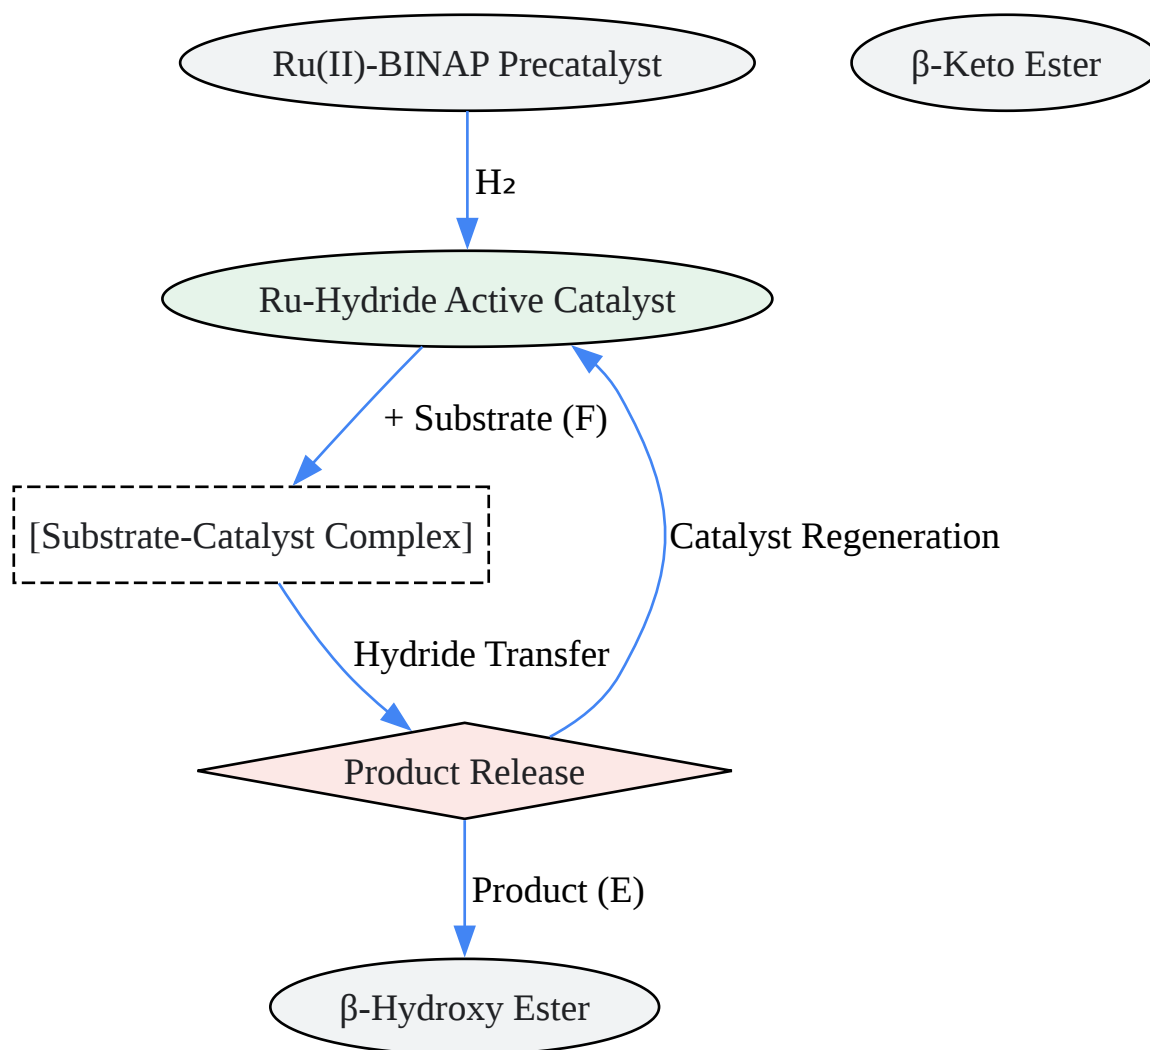 Ru(II)-BINAP Precatalyst
β-Keto Ester
H₂
Ru-Hydride Active Catalyst
+ Substrate (F)
[Substrate-Catalyst Complex]
Catalyst Regeneration
Hydride Transfer
Product Release
Product (E)
β-Hydroxy Ester